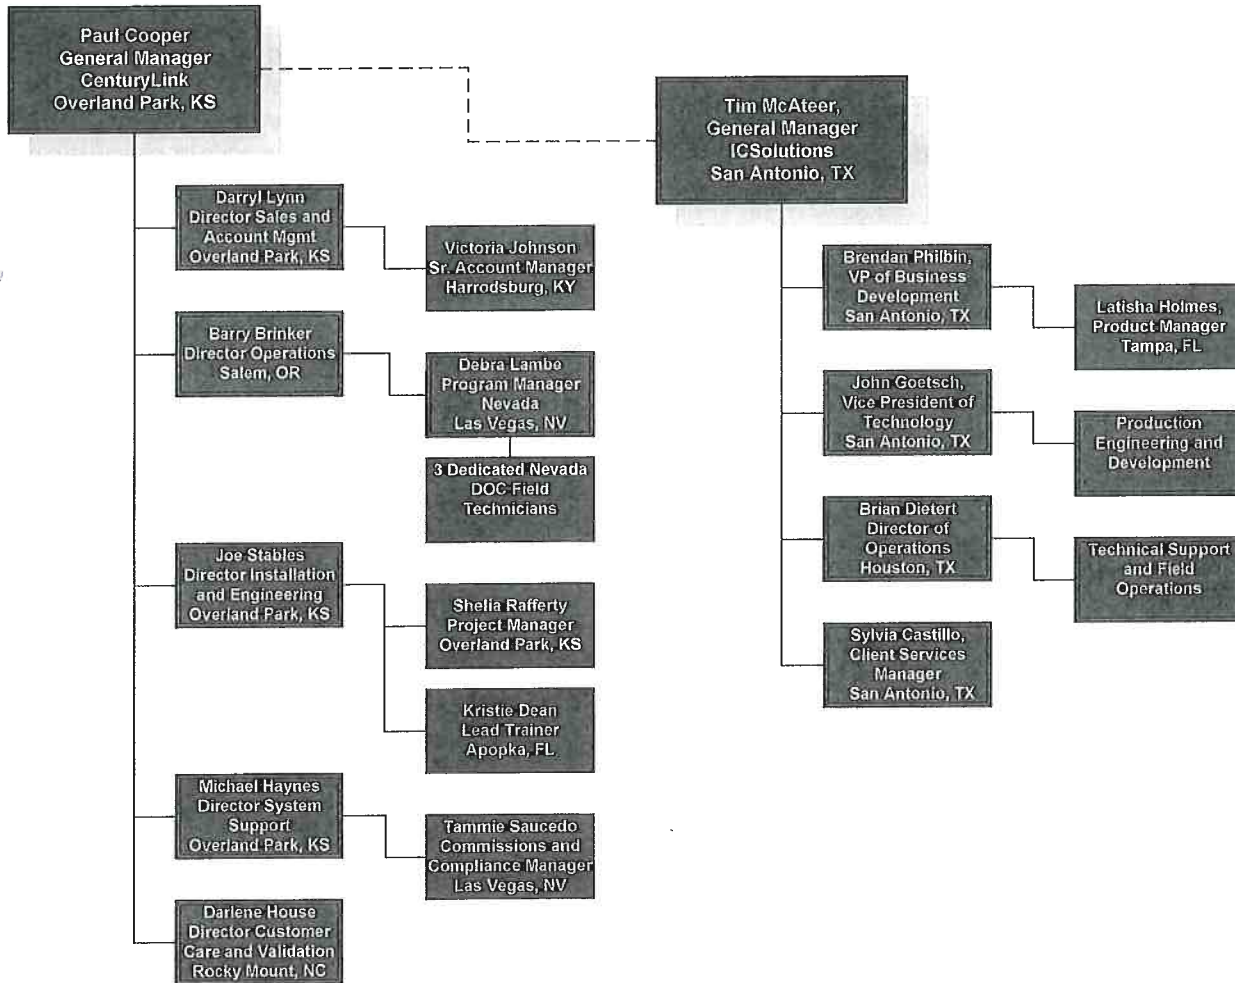 Paul Cooper
General Manager
CenturyLink
Overland Park, KS
Darryl Lynn
Director Sales and
Account Mgmt
Overland Park, KS
Victoria Johnson
Sr. Account Manager
Harrodsburg, KY
Barry Brinker
Director Operations
Salem, OR
Debra Lambe
Program Manager
Nevada
Las Vegas, NV
3 Dedicated Nevada
DOC Field
Technicians
Joe Stables
Director Installation
and Engineering
Overland Park, KS
Shelia Rafferty
Project Manager
Overland Park, KS
Kristie Dean
Lead Trainer
Apopka, FL
Michael Haynes
Director System
Support
Overland Park, KS
Tammie Saucedo
Commissions and
Compliance Manager
Las Vegas, NV
Darlene House
Director Customer
Care and Validation
Rocky Mount, NC
Tim McAteer,
General Manager
ICSolutions
San Antonio, TX
Brendan Philbin,
VP of Business
Development
San Antonio, TX
Latisha Holmes,
Product Manager
Tampa, FL
John Goetsch,
Vice President of
Technology
San Antonio, TX
Production
Engineering and
Development
Brian Dietert
Director of
Operations
Houston, TX
Technical Support
and Field
Operations
Sylvia Castillo,
Client Services
Manager
San Antonio, TX